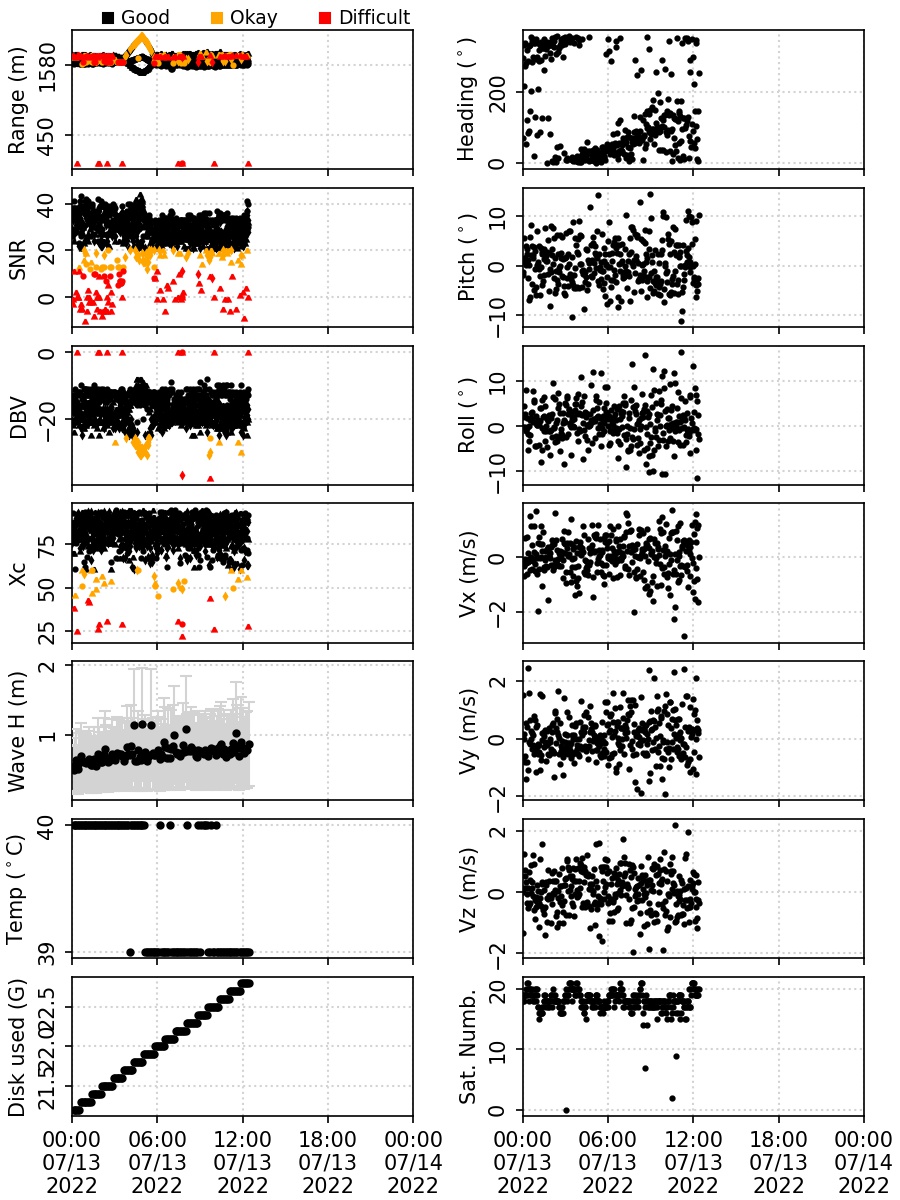 Good Okay Difficult
Range (m)
1580
450
Heading (°)
200
0
SNR
40
20
0
Pitch (°)
10
0
−10
DBV
0
−20
Roll (°)
10
0
−10
Xc
75
50
25
Vx (m/s)
0
−2
Wave H (m)
2
1
Vy (m/s)
2
0
−2
Temp (°C)
40
39
Vz (m/s)
2
0
−2
Disk used (G)
22.5
22.0
21.5
Sat. Numb.
20
10
0
00:00 06:00 12:00 18:00 00:00
07/13 07/13 07/13 07/13 07/14
2022 2022 2022 2022 2022
00:00 06:00 12:00 18:00 00:00
07/13 07/13 07/13 07/13 07/14
2022 2022 2022 2022 2022